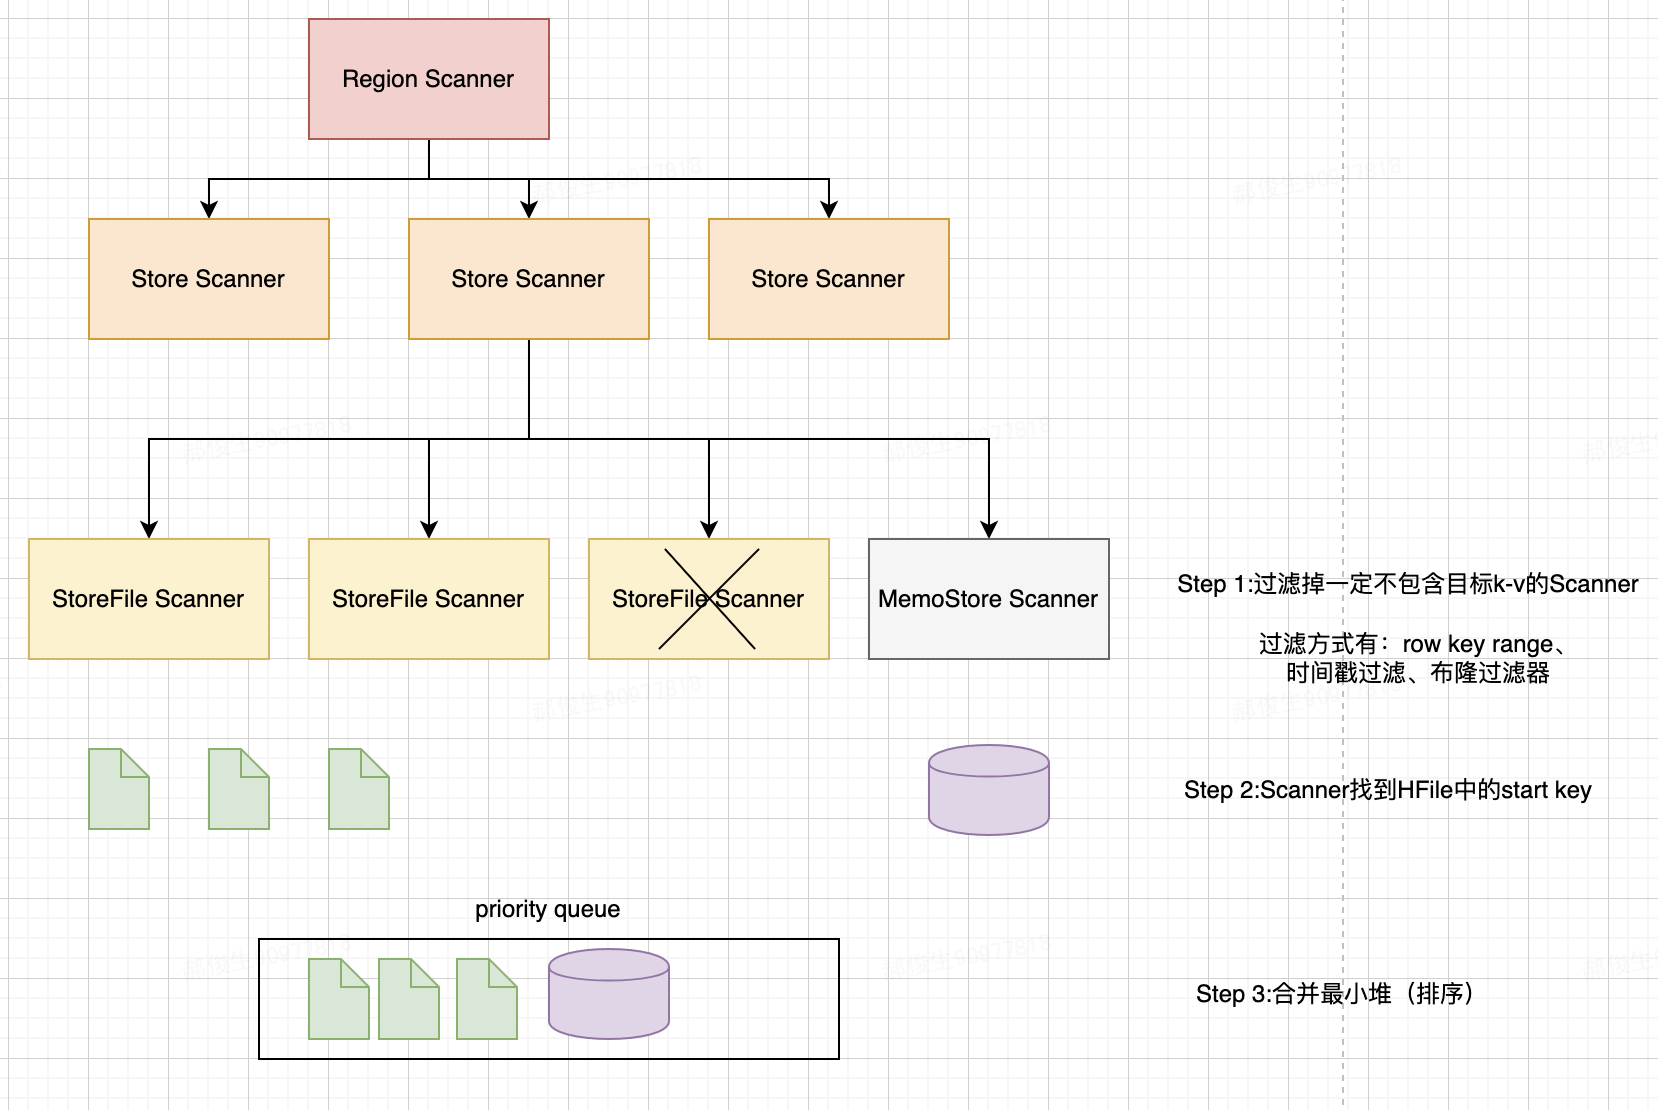 Region Scanner
Store Scanner
Store Scanner
Store Scanner
StoreFile Scanner
StoreFile Scanner
StoreFile Scanner
MemoStore Scanner
Step 1:过滤掉一定不包含目标k-v的Scanner
过滤方式有：row key range、
时间戳过滤、布隆过滤器
Step 2:Scanner找到HFile中的start key
priority queue
Step 3:合并最小堆（排序）